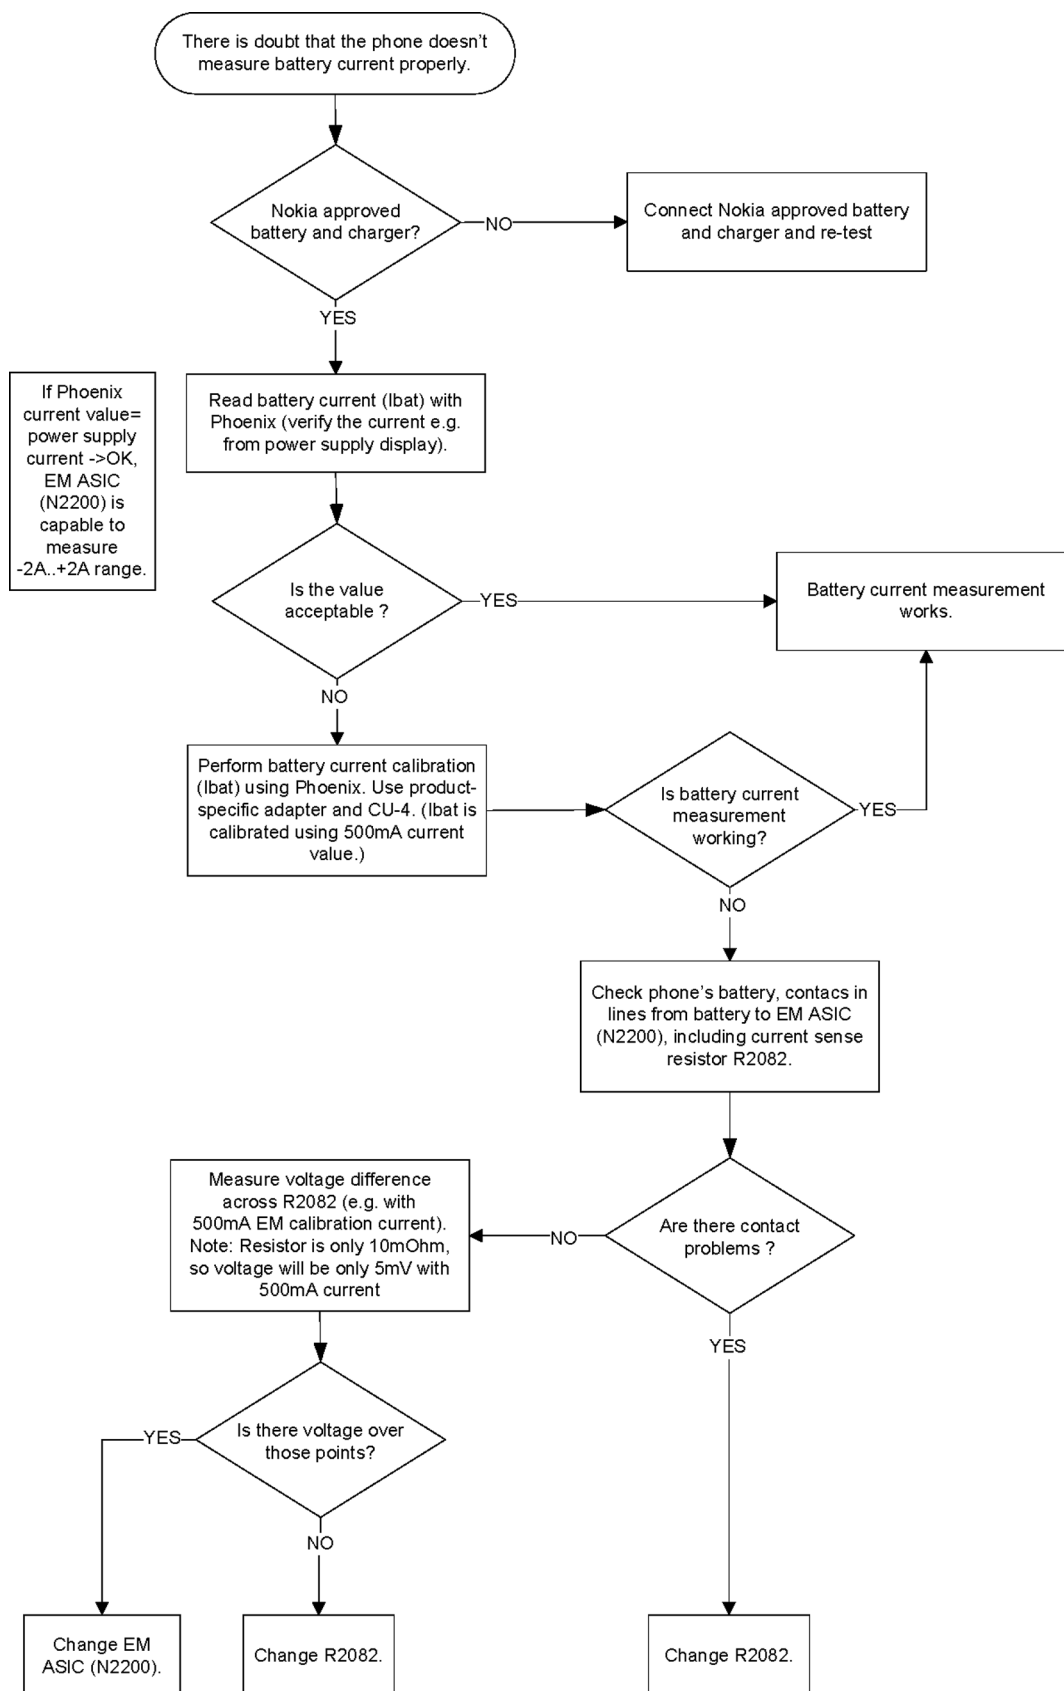 There is doubt that the phone doesn't
measure battery current properly.
Nokia approved
battery and charger?
NO
Connect Nokia approved battery
and charger and re-test
YES
If Phoenix
current value=
power supply
current ->OK,
EM ASIC
(N2200) is
capable to
measure
-2A..+2A range.
Read battery current (Ibat) with
Phoenix (verify the current e.g.
from power supply display).
Is the value
acceptable ?
YES
Battery current measurement
works.
NO
Perform battery current calibration
(Ibat) using Phoenix. Use product-
specific adapter and CU-4. (Ibat is
calibrated using 500mA current
value.)
Is battery current
measurement
working?
YES
NO
Check phone's battery, contacs in
lines from battery to EM ASIC
(N2200), including current sense
resistor R2082.
Are there contact
problems ?
NO
Measure voltage difference
across R2082 (e.g. with
500mA EM calibration current).
Note: Resistor is only 10mOhm,
so voltage will be only 5mV with
500mA current
YES
Is there voltage over
those points?
YES
NO
Change EM
ASIC (N2200).
Change R2082.
Change R2082.